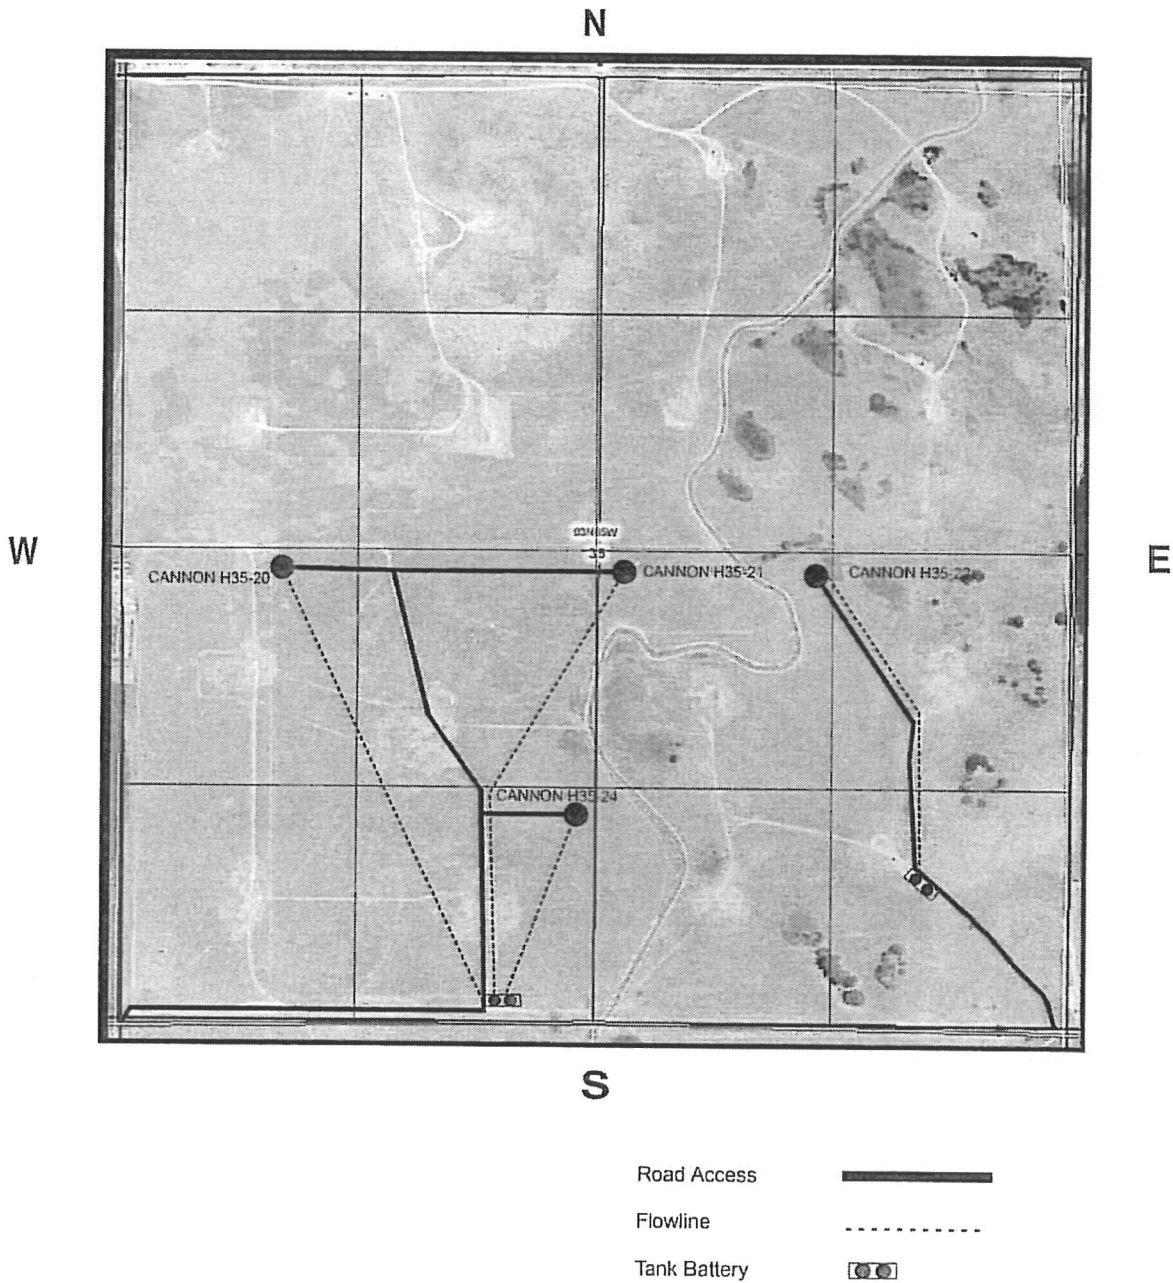 N
W
E
35
CANNON H35-20
CANNON H35-21
CANNON H35-22
CANNON H35-24
S
Road Access
Flowline
Tank Battery